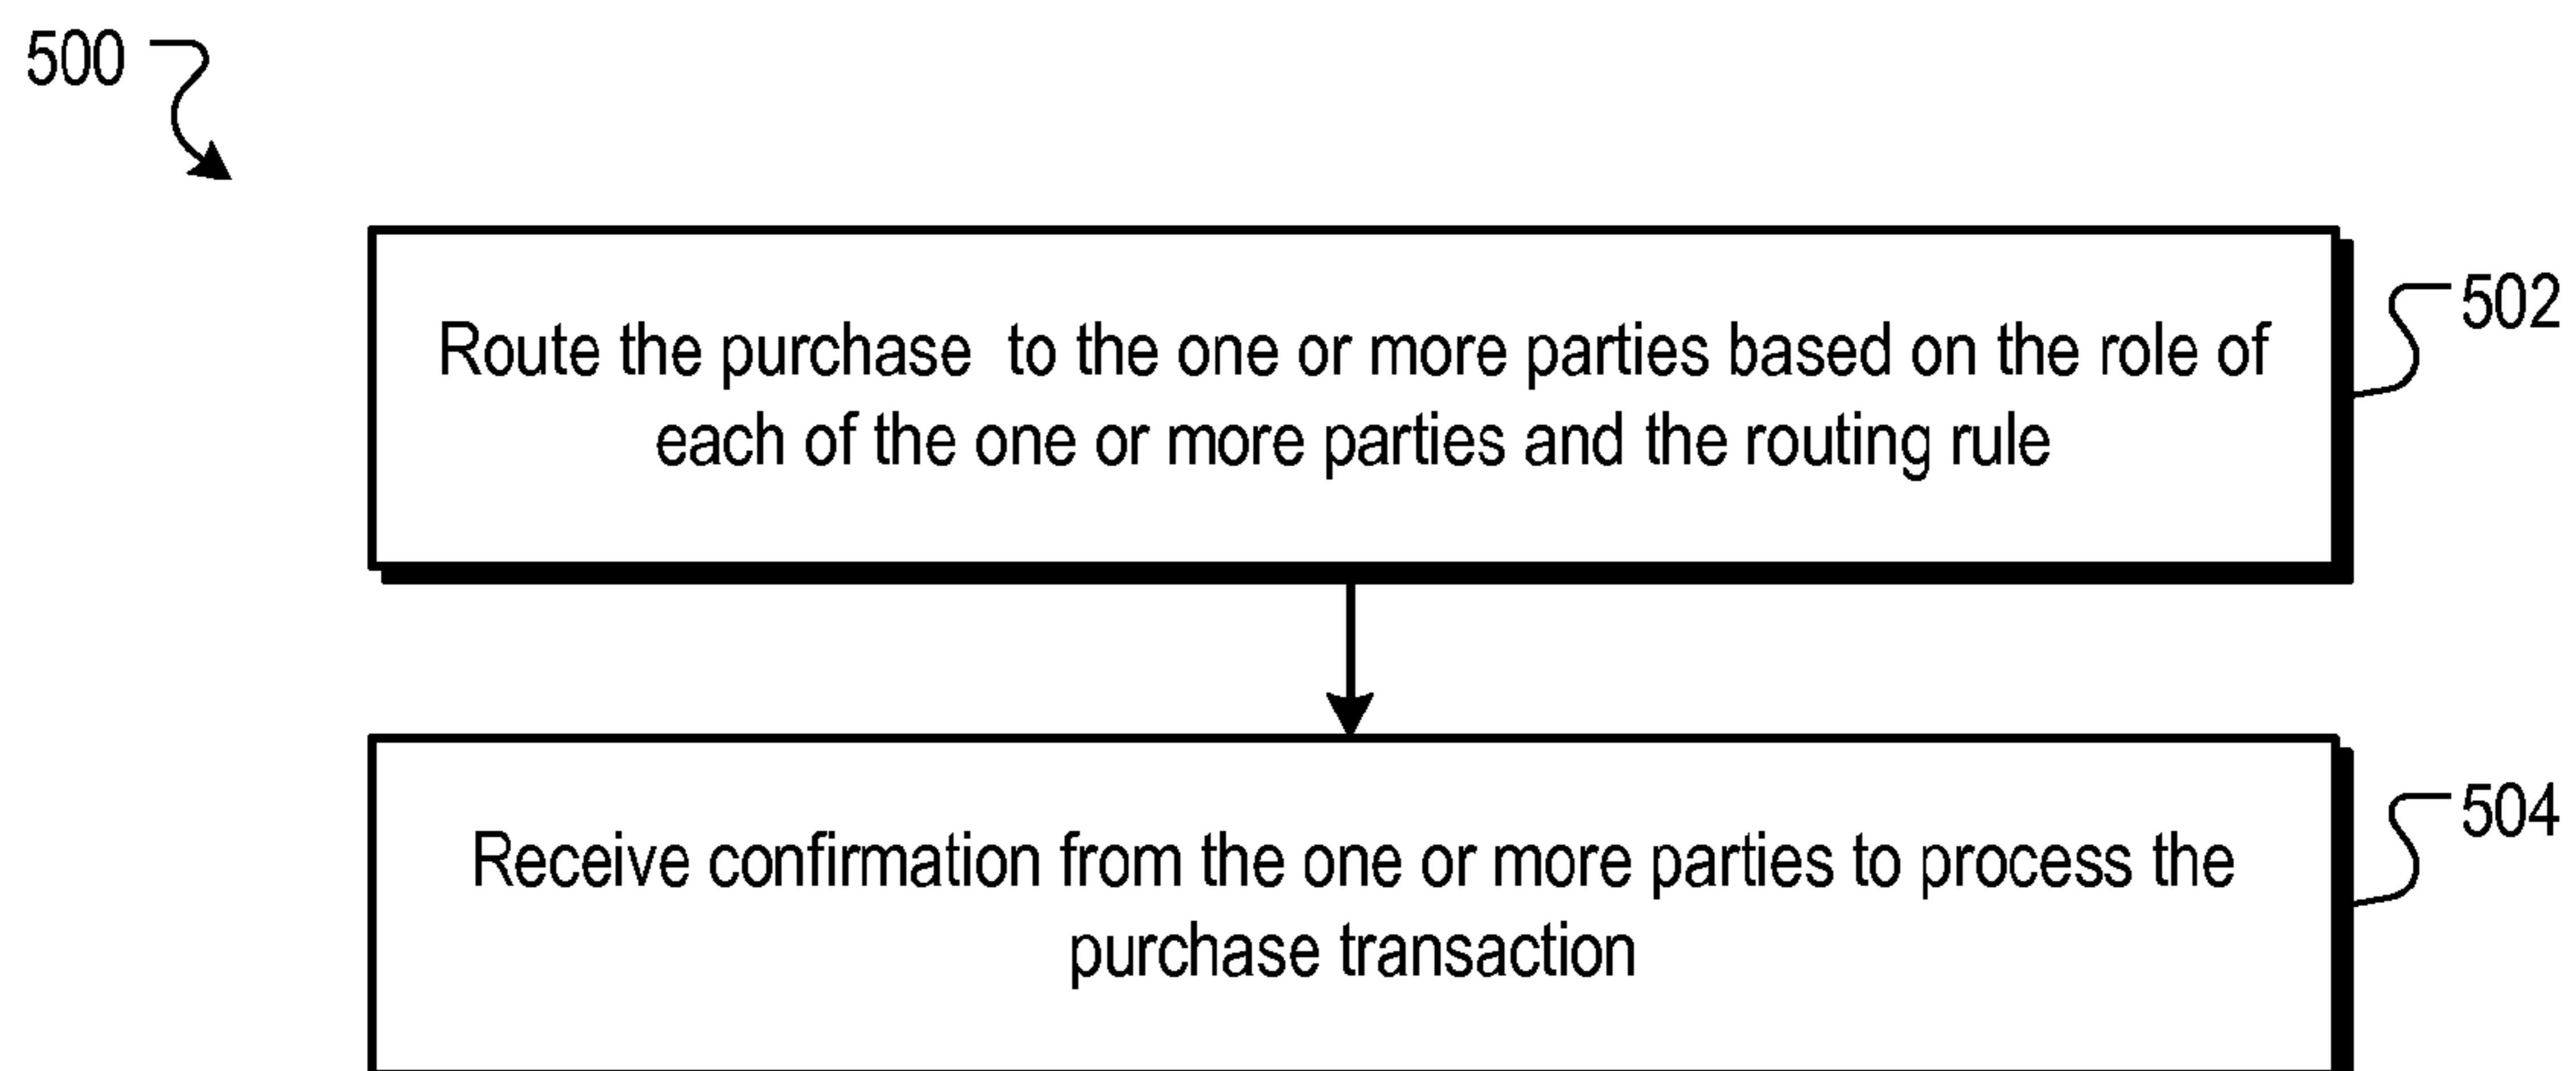 500
Route the purchase to the one or more parties based on the role of
each of the one or more parties and the routing rule
502
Receive confirmation from the one or more parties to process the
purchase transaction
504